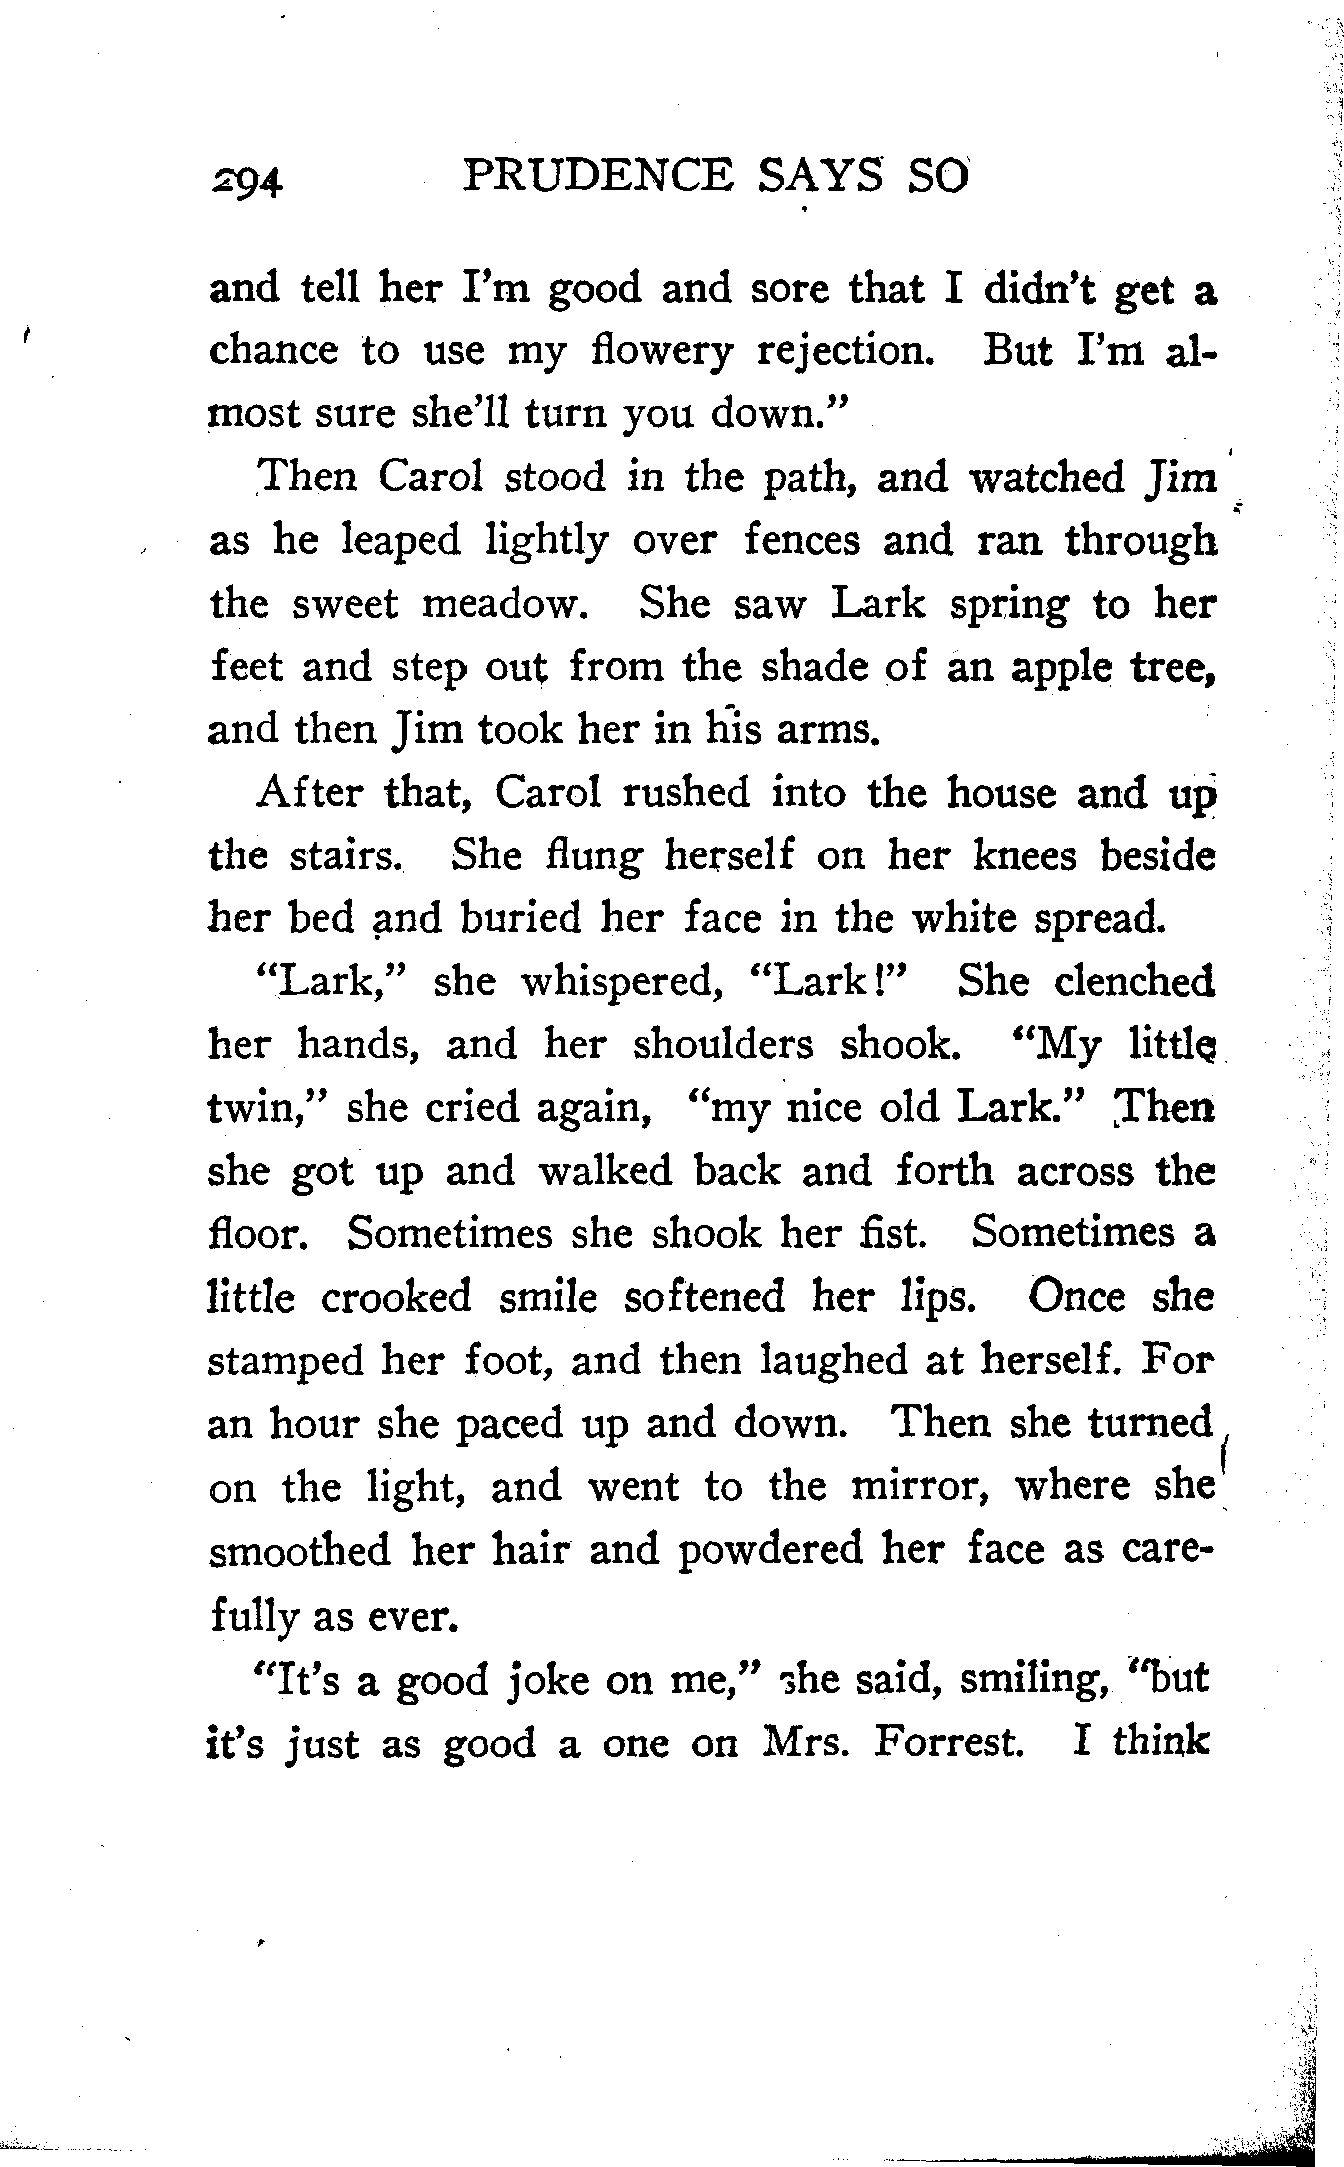 294 PRUDENCE SAYS SO
and tell her I'm good and sore that I didn't get a
chance to use my flowery rejection. But I'm al-
most sure she'll turn you down."
Then Carol stood in the path, and watched Jim
as he leaped lightly over fences and ran through
the sweet meadow. She saw Lark spring to her
feet and step out from the shade of an apple tree,
and then Jim took her in his arms.
After that, Carol rushed into the house and up
the stairs. She flung herself on her knees beside
her bed and buried her face in the white spread.
"Lark," she whispered, "Lark!" She clenched
her hands, and her shoulders shook. "My little
twin," she cried again, "my nice old Lark." Then
she got up and walked back and forth across the
floor. Sometimes she shook her fist. Sometimes a
little crooked smile softened her lips. Once she
stamped her foot, and then laughed at herself. For
an hour she paced up and down. Then she turned
on the light, and went to the mirror, where she
smoothed her hair and powdered her face as care-
fully as ever.
"It's a good joke on me," she said, smiling, "but
it's just as good a one on Mrs. Forrest. I think